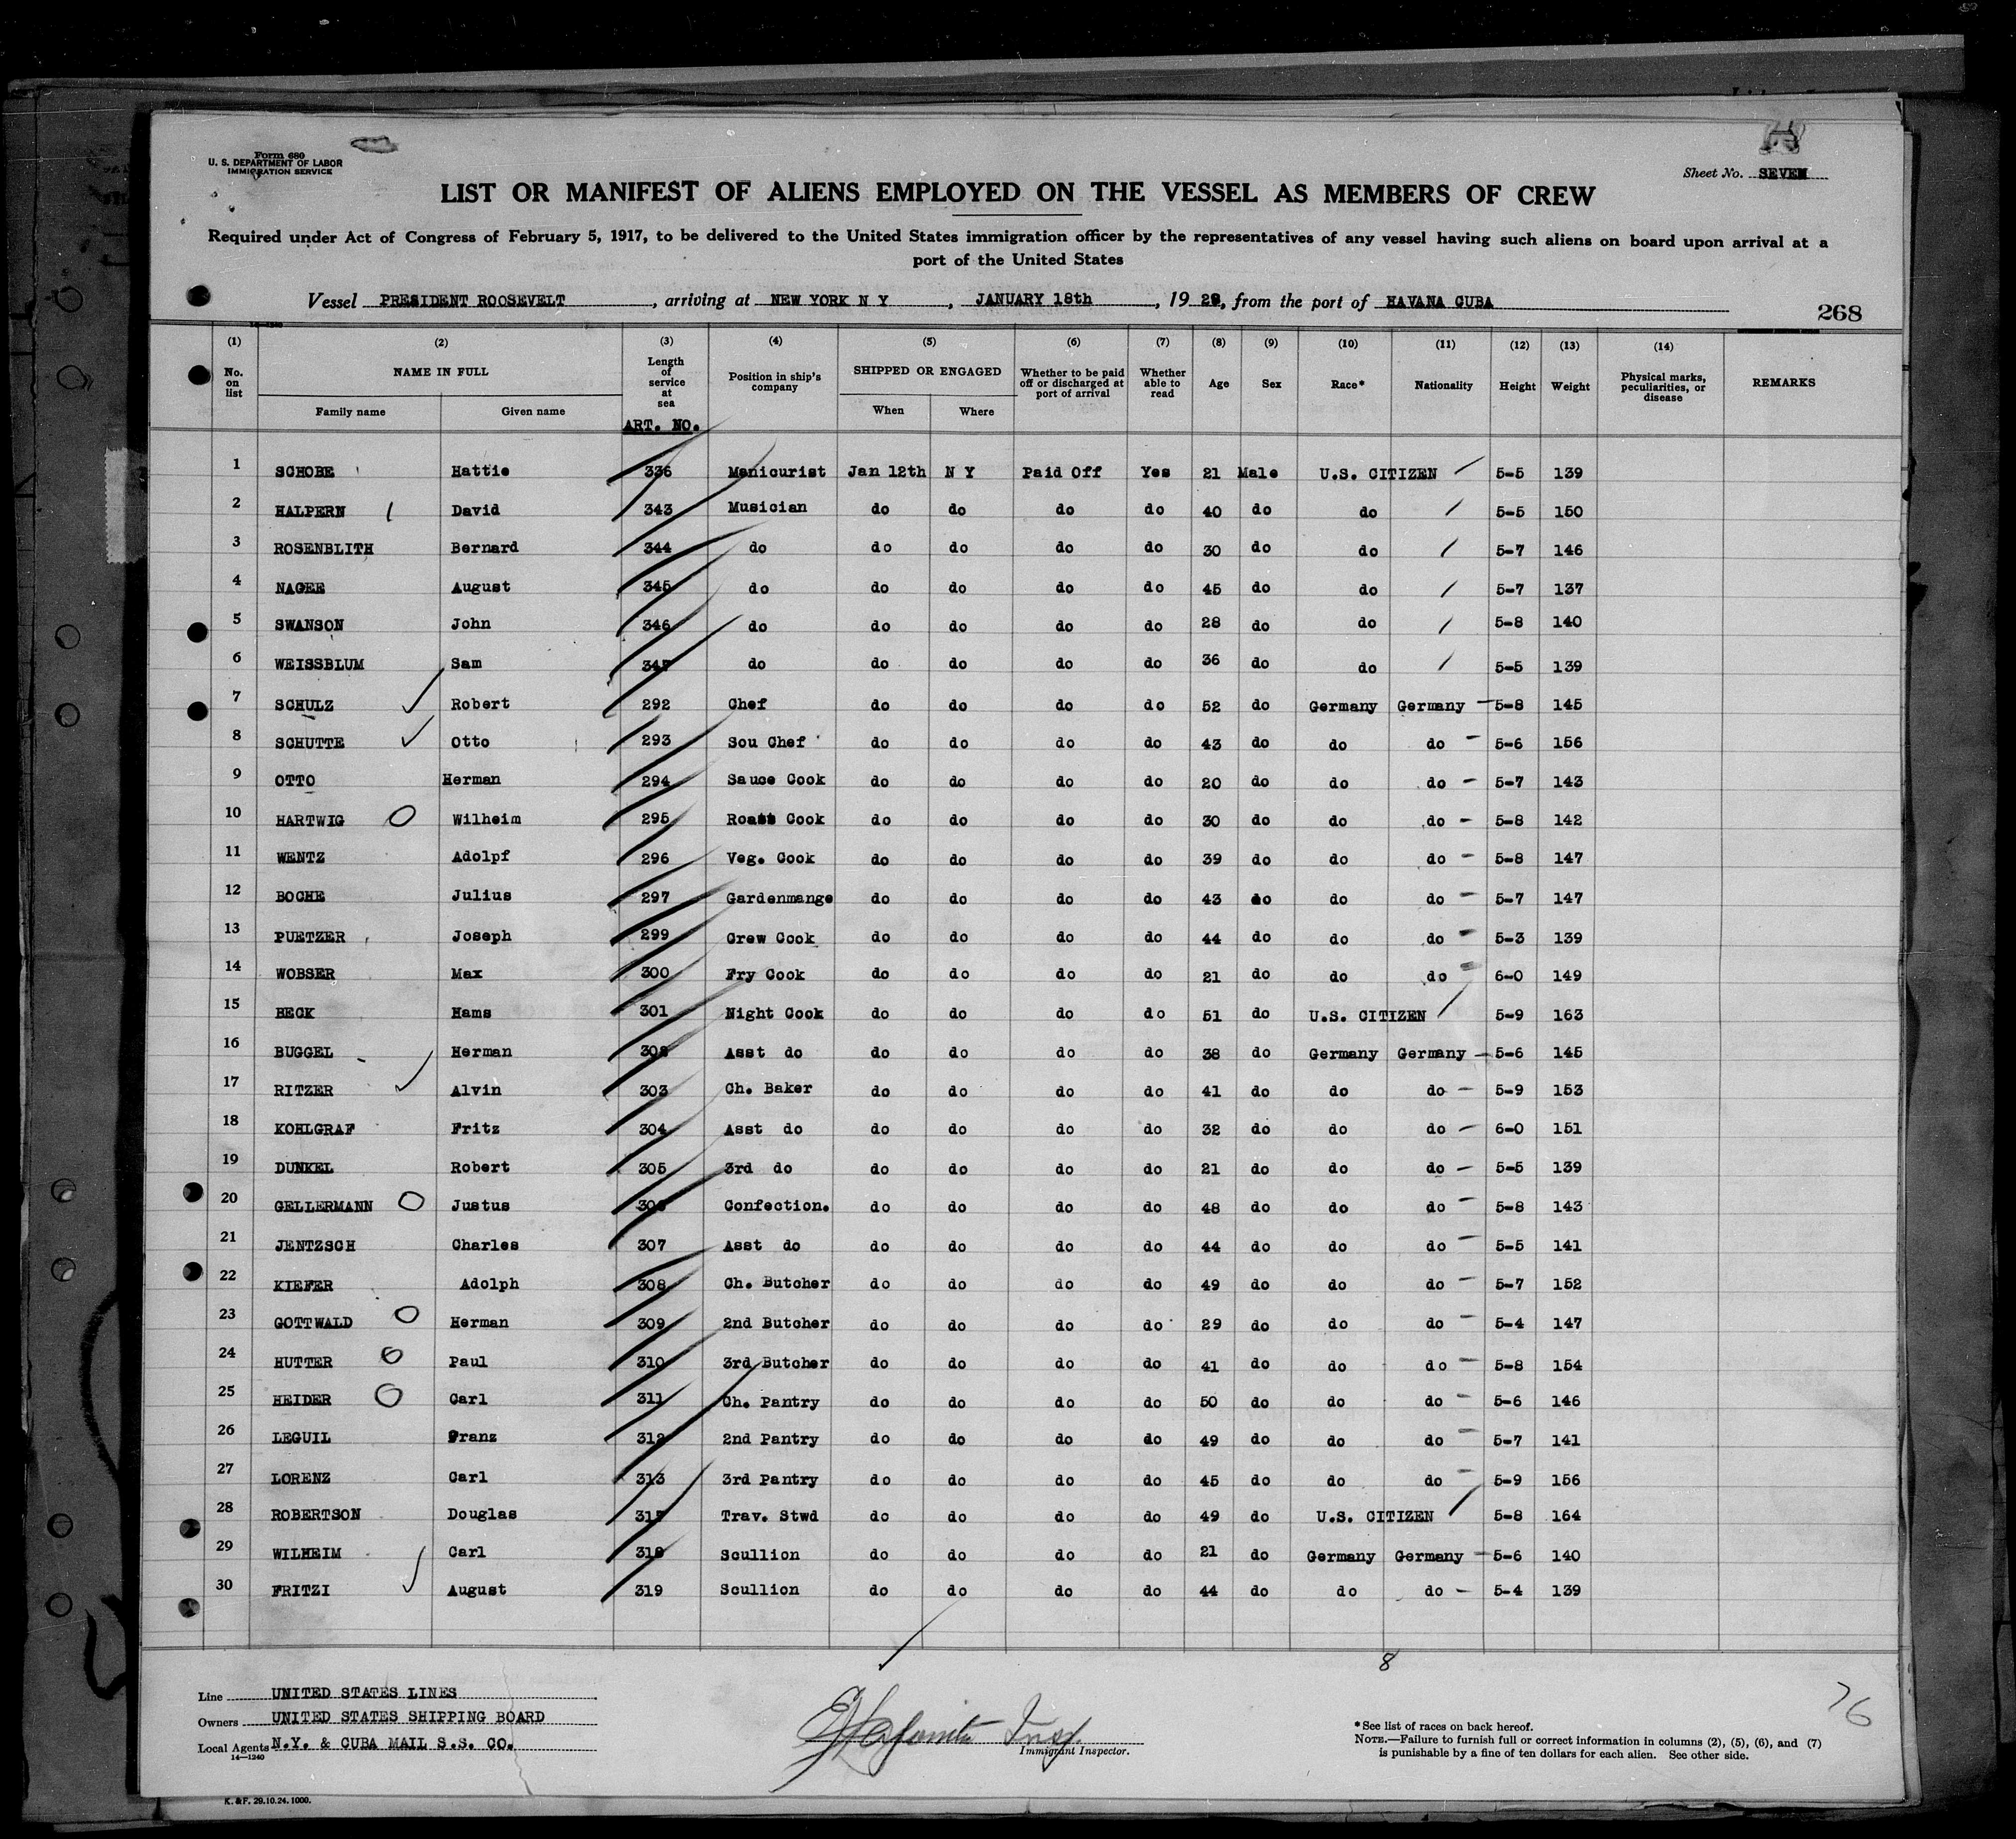 Form 680
U. S. DEPARTMENT OF LABOR
IMMIGRATION SERVICE
Sheet No. SEVEN
LIST OR MANIFEST OF ALIENS EMPLOYED ON THE VESSEL AS MEMBERS OF CREW
Required under Act of Congress of February 5, 1917, to be delivered to the United States immigration officer by the representatives of any vessel having such aliens on board upon arrival at a
port of the United States
Vessel PRESIDENT ROOSEVELT, arriving at NEW YORK N Y, JANUARY 18th, 1929, from the port of HAVANA CUBA
268
14-1240
(1) (2) (3) (4) (5) (6) (7) (8) (9) (10) (11) (12) (13) (14)
No. on list NAME IN FULL Family name Given name Length of service at sea Position in ship's company SHIPPED OR ENGAGED When Where Whether to be paid off or discharged at port of arrival Whether able to read Age Sex Race* Nationality Height Weight Physical marks, peculiarities, or disease REMARKS
ART. NO.
1 SCHOBE Hattie 336 Manicurist Jan 12th N Y Paid Off Yes 21 Male U.S. CITIZEN 5-5 139
2 HALPERN David 343 Musician do do do do 40 do do 5-5 150
3 ROSENBLITH Bernard 344 do do do do do 30 do do 5-7 146
4 NAGEE August 345 do do do do do 45 do do 5-7 137
5 SWANSON John 346 do do do do do 28 do do 5-8 140
6 WEISSBLUM Sam 347 do do do do do 36 do do 5-5 139
7 SCHULZ Robert 292 Chef do do do do 52 do Germany Germany 5-8 145
8 SCHUTTE Otto 293 Sou Chef do do do do 43 do do do 5-6 156
9 OTTO Herman 294 Sauce Cook do do do do 20 do do do 5-7 143
10 HARTWIG Wilheim 295 Roast Cook do do do do 30 do do do 5-8 142
11 WENTZ Adolpf 296 Veg. Cook do do do do 39 do do do 5-8 147
12 BOCHE Julius 297 Gardenmange do do do do 43 do do do 5-7 147
13 PUETZER Joseph 299 Crew Cook do do do do 44 do do do 5-3 139
14 WOBSER Max 300 Fry Cook do do do do 21 do do do 6-0 149
15 BECK Hams 301 Night Cook do do do do 51 do U.S. CITIZEN 5-9 163
16 BUGGEL Herman 302 Asst do do do do do 38 do Germany Germany 5-6 145
17 RITZER Alvin 303 Ch. Baker do do do do 41 do do do 5-9 153
18 KOHLGRAF Fritz 304 Asst do do do do do 32 do do do 6-0 151
19 DUNKEL Robert 305 3rd do do do do do 21 do do do 5-5 139
20 GELLERMANN Justus 306 Confection. do do do do 48 do do do 5-8 143
21 JENTZSCH Charles 307 Asst do do do do do 44 do do do 5-5 141
22 KIEFER Adolph 308 Ch. Butcher do do do do 49 do do do 5-7 152
23 GOTTWALD Herman 309 2nd Butcher do do do do 29 do do do 5-4 147
24 HUTTER Paul 310 3rd Butcher do do do do 41 do do do 5-8 154
25 HEIDER Carl 311 Ch. Pantry do do do do 50 do do do 5-6 146
26 LEGUIL Franz 312 2nd Pantry do do do do 49 do do do 5-7 141
27 LORENZ Carl 313 3rd Pantry do do do do 45 do do do 5-9 156
28 ROBERTSON Douglas 317 Trav. Stwd do do do do 49 do U.S. CITIZEN 5-8 164
29 WILHEIM Carl 318 Scullion do do do do 21 do Germany Germany 5-6 140
30 FRITZI August 319 Scullion do do do do 44 do do do 5-4 139
8
76
Line UNITED STATES LINES
Owners UNITED STATES SHIPPING BOARD
Local Agents N.Y. & CUBA MAIL S.S. CO.
14-1240
Insp.
Immigrant Inspector.
*See list of races on back hereof.
NOTE.—Failure to furnish full or correct information in columns (2), (5), (6), and (7)
is punishable by a fine of ten dollars for each alien. See other side.
K. & F. 29.10.24.1000.